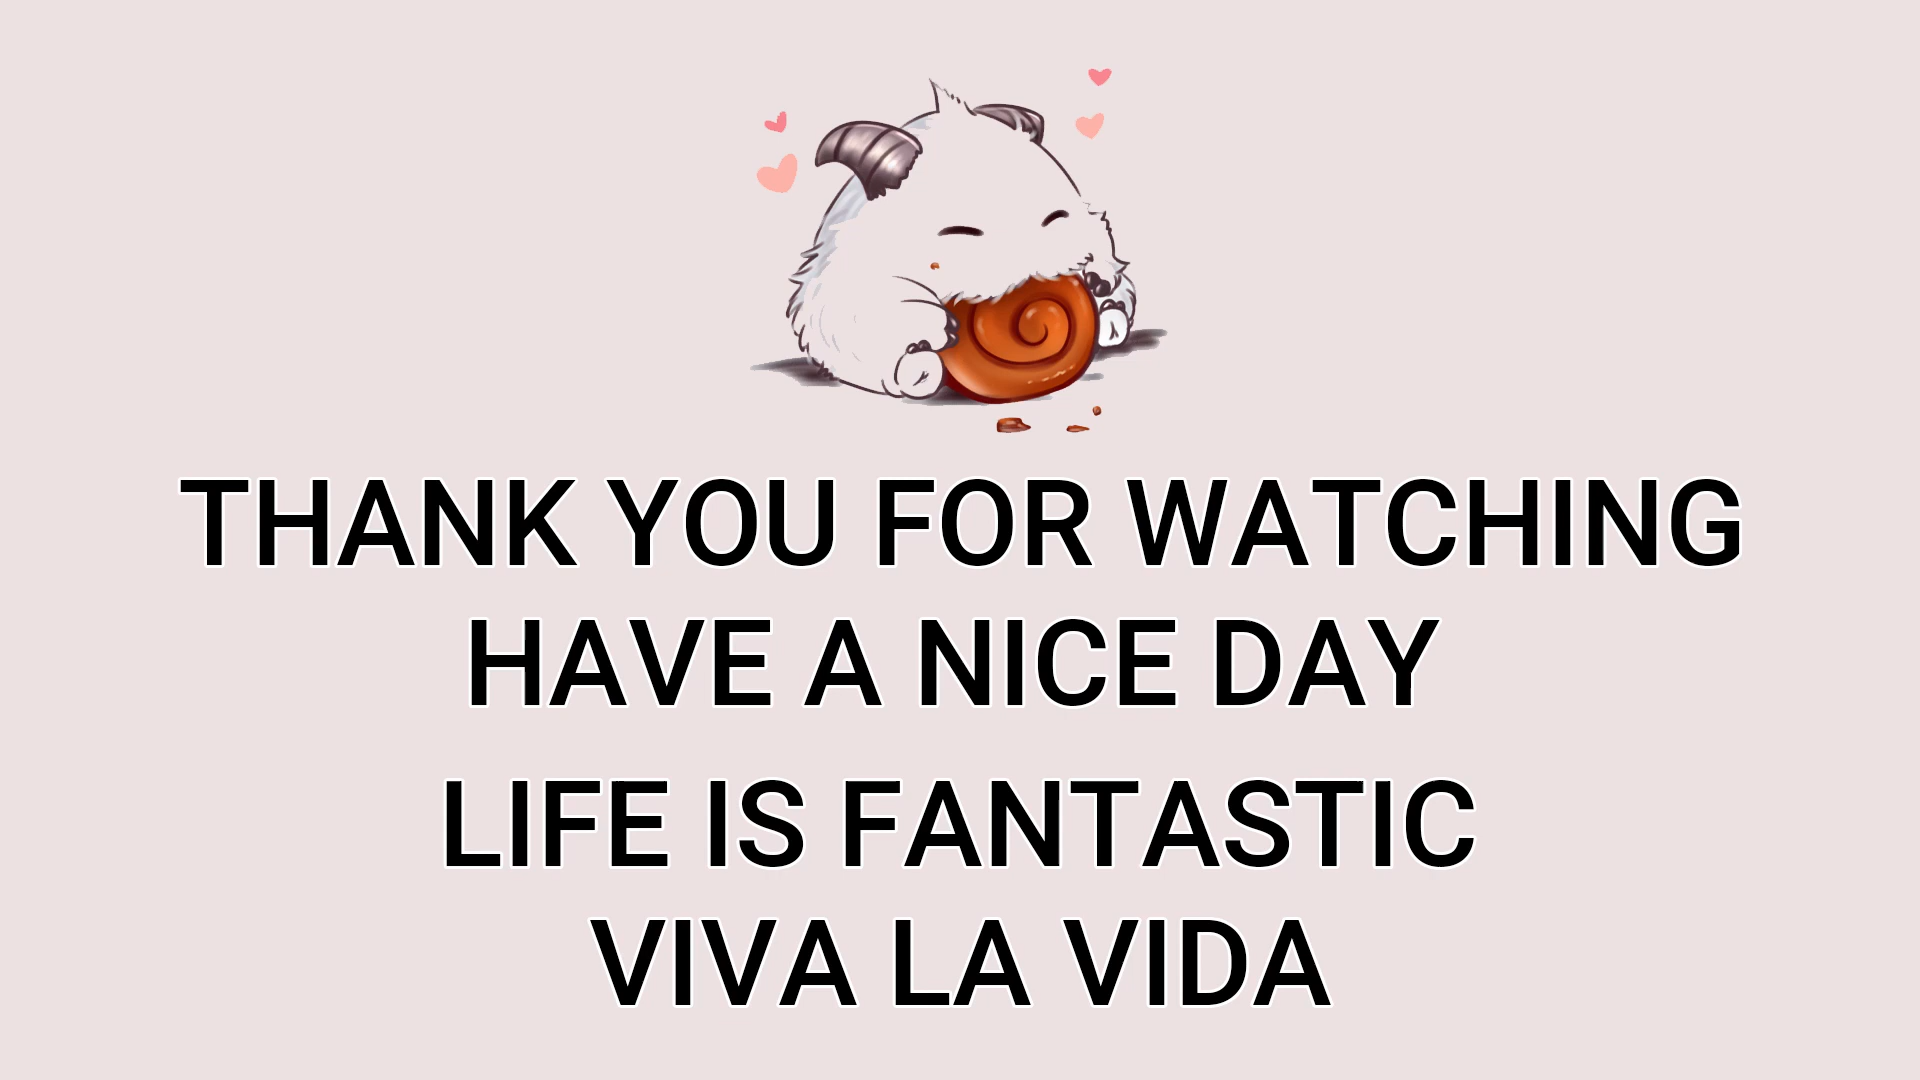 THANK YOU FOR WATCHING
HAVE A NICE DAY
LIFE IS FANTASTIC
VIVA LA VIDA